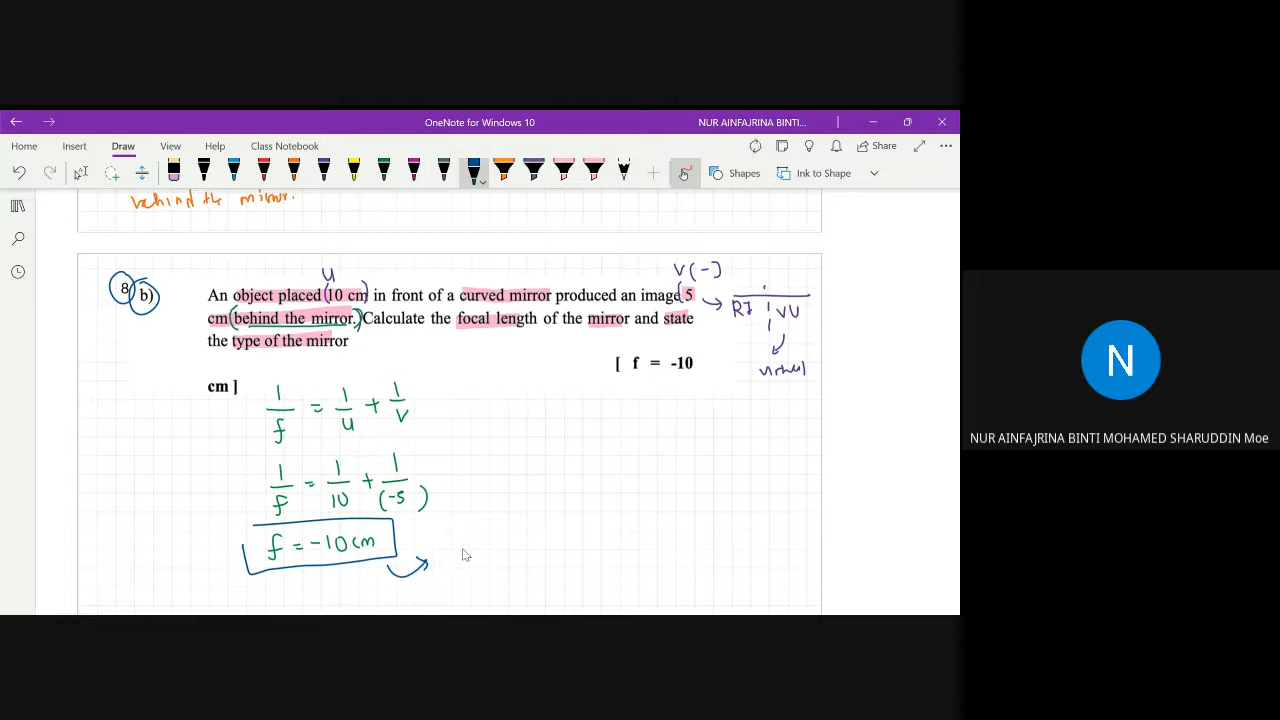 OneNote for Windows 10
NUR AINFAJRINA BINTI...
Home Insert Draw View Help Class Notebook
Share
Shapes
Ink to Shape
behind the mirror.
u
v(-)
8 b)
An object placed (10 cm) in front of a curved mirror produced an image (5
cm (behind the mirror.) Calculate the focal length of the mirror and state
the type of the mirror
VU
virtual
[ f = -10
cm ]
1/f = 1/u + 1/v
1/f = 1/10 + 1/(-5)
f = -10 cm
N
NUR AINFAJRINA BINTI MOHAMED SHARUDDIN Moe